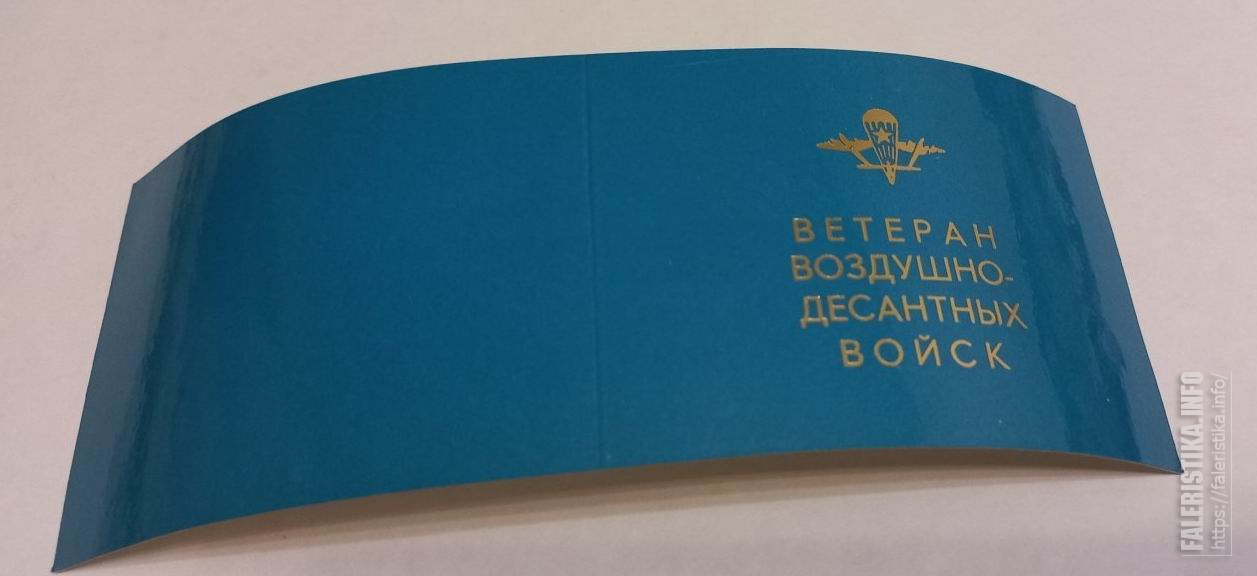 ВЕТЕРАН
ВОЗДУШНО-
ДЕСАНТНЫХ
ВОЙСК
FALERISTIKA.INFO
https://faleristika.info/